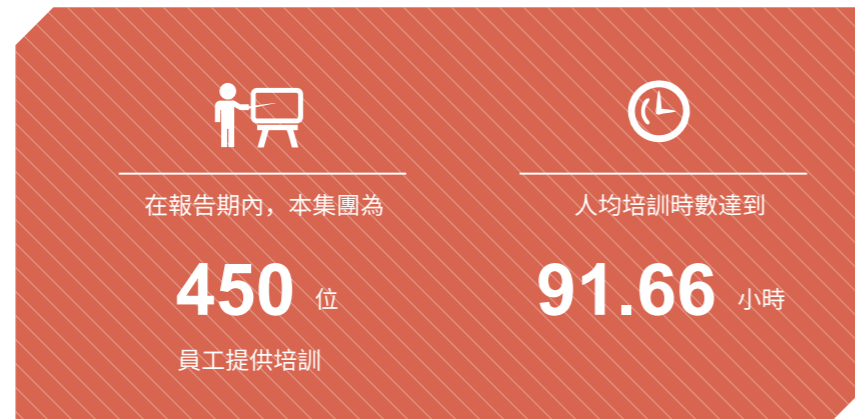 在報告期內，本集團為
450 位
員工提供培訓
人均培訓時數達到
91.66 小時